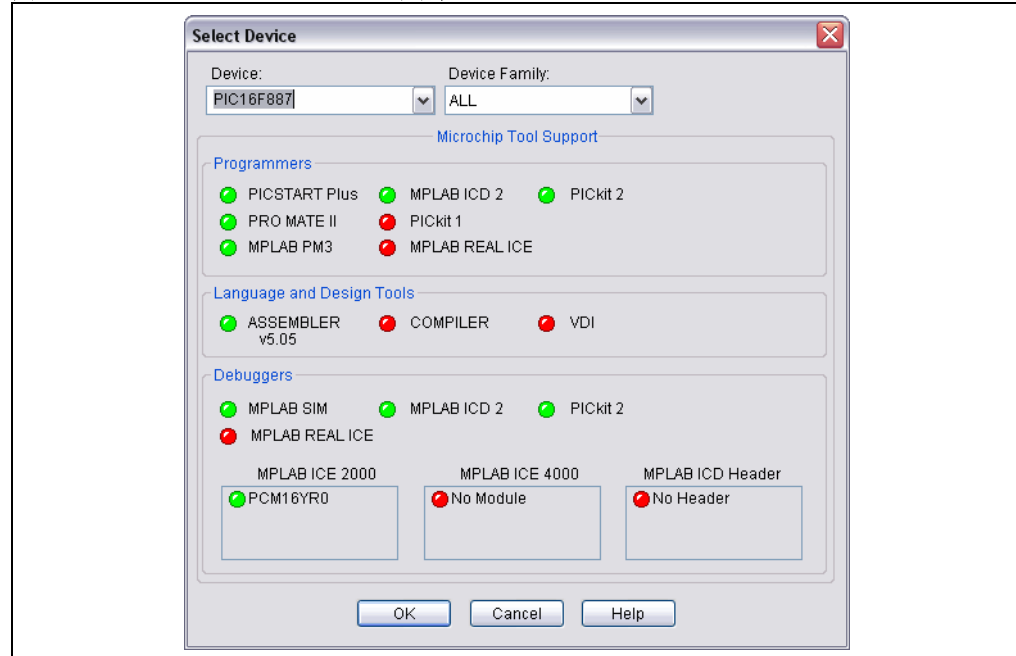 Select Device
Device: Device Family:
PIC16F887 ALL
Microchip Tool Support
Programmers
PICSTART Plus MPLAB ICD 2 PICkit 2
PRO MATE II PICkit 1
MPLAB PM3 MPLAB REAL ICE
Language and Design Tools
ASSEMBLER COMPILER VDI
v5.05
Debuggers
MPLAB SIM MPLAB ICD 2 PICkit 2
MPLAB REAL ICE
MPLAB ICE 2000 MPLAB ICE 4000 MPLAB ICD Header
PCM16YR0 No Module No Header
OK Cancel Help